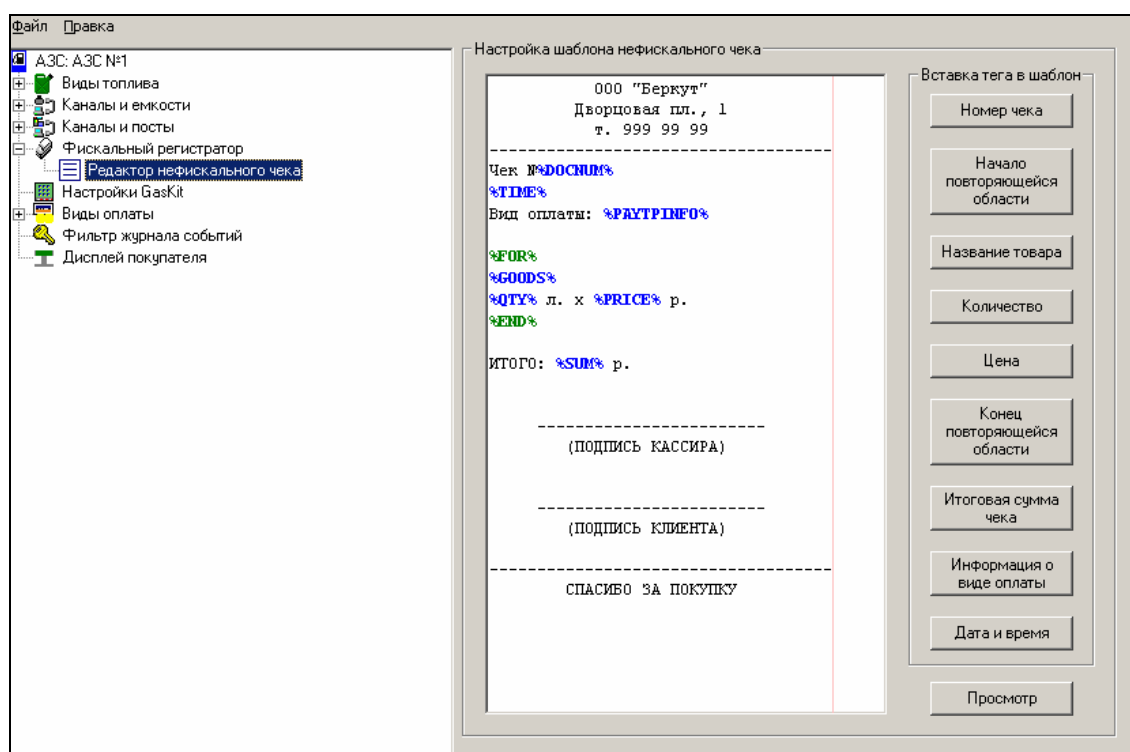 Файл Правка
АЗС: АЗС №1
Виды топлива
Каналы и емкости
Каналы и посты
Фискальный регистратор
Редактор нефискального чека
Настройки GasKit
Виды оплаты
Фильтр журнала событий
Дисплей покупателя
Настройка шаблона нефискального чека
ООО "Беркут"
Дворцовая пл., 1
т. 999 99 99
------------------------------------
Чек №%DOCNUM%
%TIME%
Вид оплаты: %PAYTPINFO%
%FOR%
%GOODS%
%QTY% л. х %PRICE% р.
%END%
ИТОГО: %SUM% р.
------------------------
(ПОДПИСЬ КАССИРА)
------------------------
(ПОДПИСЬ КЛИЕНТА)
------------------------------------
СПАСИБО ЗА ПОКУПКУ
Вставка тега в шаблон
Номер чека
Начало
повторяющейся
области
Название товара
Количество
Цена
Конец
повторяющейся
области
Итоговая сумма
чека
Информация о
виде оплаты
Дата и время
Просмотр